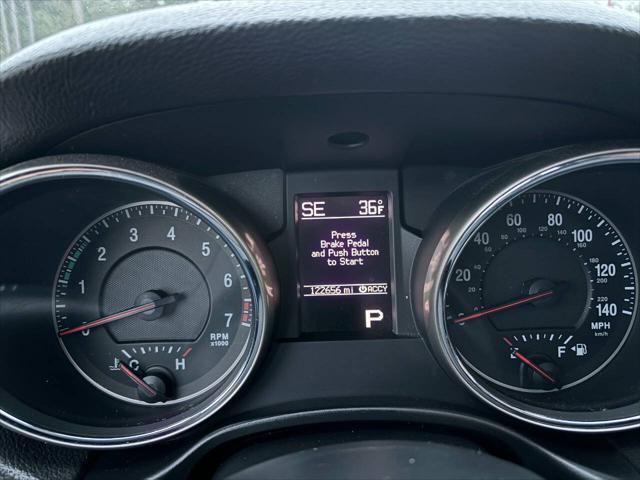 SE 36°F
Press
Brake Pedal
and Push Button
to Start
122656 mi ACCY
P
0 1 2 3 4 5 6 7
RPM
x1000
C H
20 40 60 80 100 120 140
MPH
km/h
F